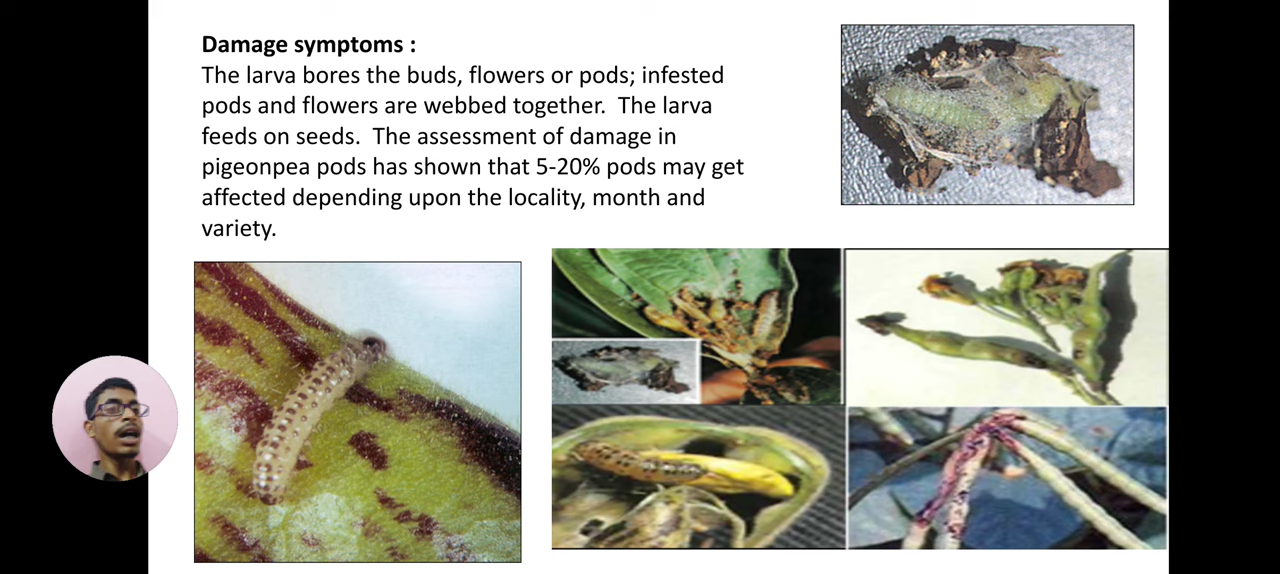 Damage symptoms :
The larva bores the buds, flowers or pods; infested
pods and flowers are webbed together.  The larva
feeds on seeds.  The assessment of damage in
pigeonpea pods has shown that 5-20% pods may get
affected depending upon the locality, month and
variety.